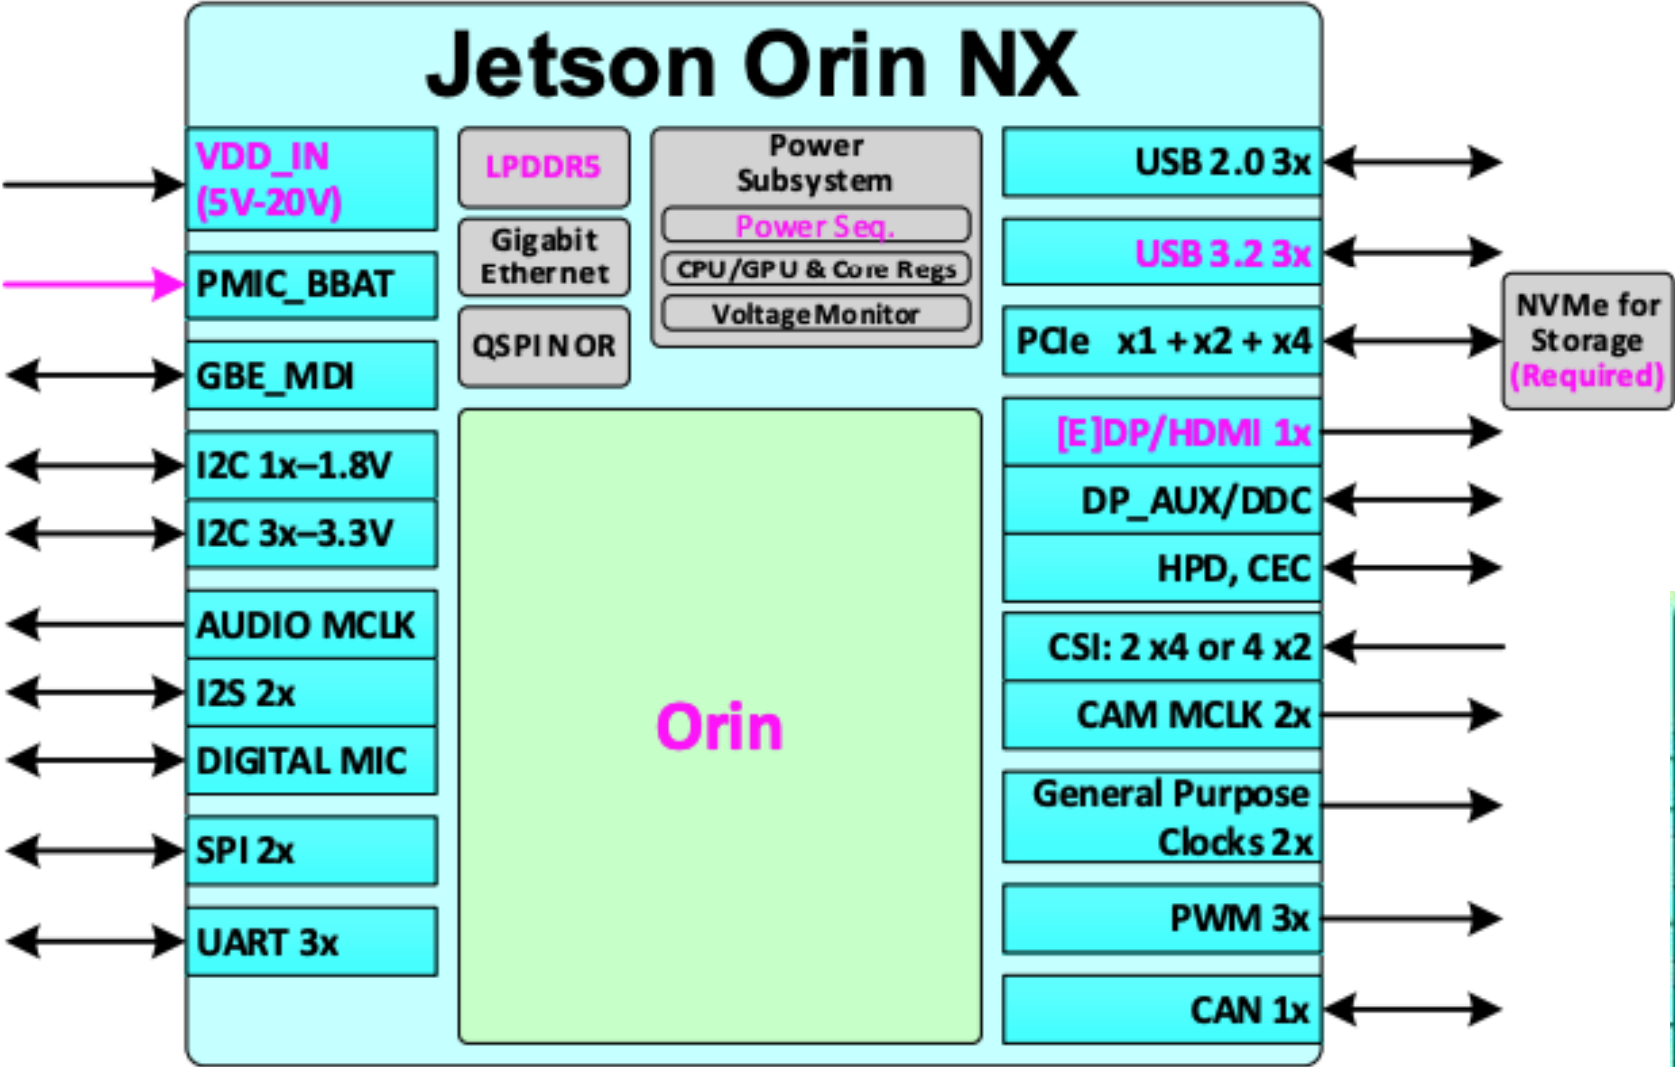 Jetson Orin NX
VDD_IN
(5V-20V)
PMIC_BBAT
GBE_MDI
I2C 1x–1.8V
I2C 3x–3.3V
AUDIO MCLK
I2S 2x
DIGITAL MIC
SPI 2x
UART 3x
LPDDR5
Gigabit
Ethernet
QSPI NOR
Power
Subsystem
Power Seq.
CPU/GPU & Core Regs
Voltage Monitor
Orin
USB 2.0 3x
USB 3.2 3x
PCIe x1 + x2 + x4
[E]DP/HDMI 1x
DP_AUX/DDC
HPD, CEC
CSI: 2 x4 or 4 x2
CAM MCLK 2x
General Purpose
Clocks 2x
PWM 3x
CAN 1x
NVMe for
Storage
(Required)